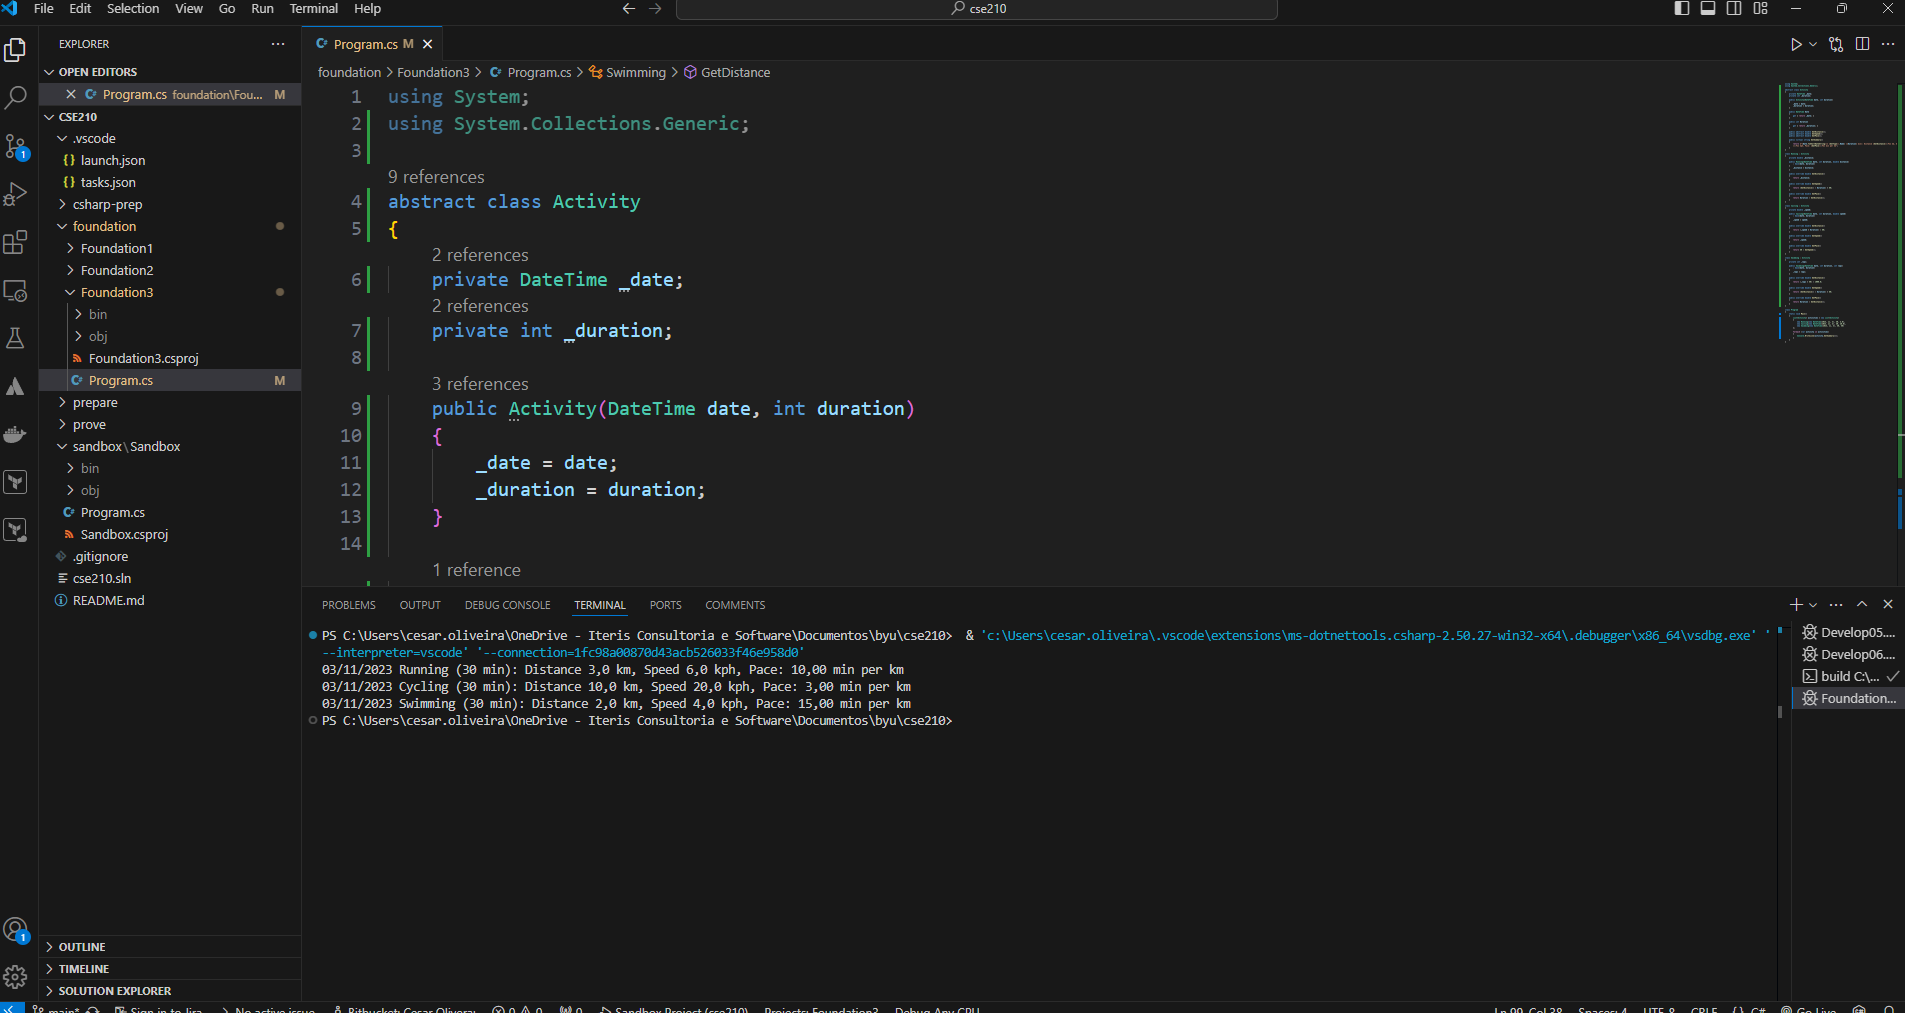 File Edit Selection View Go Run Terminal Help
cse210
EXPLORER
OPEN EDITORS
Program.cs foundation\Fou... M
CSE210
.vscode
{} launch.json
{} tasks.json
csharp-prep
foundation
Foundation1
Foundation2
Foundation3
bin
obj
Foundation3.csproj
Program.cs M
prepare
prove
sandbox\Sandbox
bin
obj
Program.cs
Sandbox.csproj
.gitignore
cse210.sln
README.md
OUTLINE
TIMELINE
SOLUTION EXPLORER
1
1
Program.cs M
foundation > Foundation3 > Program.cs > Swimming > GetDistance
1 using System;
2 using System.Collections.Generic;
3
9 references
4 abstract class Activity
5 {
2 references
6 private DateTime _date;
2 references
7 private int _duration;
8
3 references
9 public Activity(DateTime date, int duration)
10 {
11 _date = date;
12 _duration = duration;
13 }
14
1 reference
PROBLEMS OUTPUT DEBUG CONSOLE TERMINAL PORTS COMMENTS
PS C:\Users\cesar.oliveira\OneDrive - Iteris Consultoria e Software\Documentos\byu\cse210> & 'c:\Users\cesar.oliveira\.vscode\extensions\ms-dotnettools.csharp-2.50.27-win32-x64\.debugger\x86_64\vsdbg.exe' '
--interpreter=vscode' '--connection=1fc98a00870d43acb526033f46e958d0'
03/11/2023 Running (30 min): Distance 3,0 km, Speed 6,0 kph, Pace: 10,00 min per km
03/11/2023 Cycling (30 min): Distance 10,0 km, Speed 20,0 kph, Pace: 3,00 min per km
03/11/2023 Swimming (30 min): Distance 2,0 km, Speed 4,0 kph, Pace: 15,00 min per km
PS C:\Users\cesar.oliveira\OneDrive - Iteris Consultoria e Software\Documentos\byu\cse210>
Develop05....
Develop06....
build C:\...
Foundation...
main* Sign in to Jira No active issue Bitbucket: Cesar Olivera: 0 0 0 Sandbox Project (cse210) Projects: Foundation3 Debug Any CPU Ln 99, Col 38 Spaces: 4 UTF-8 CRLF {} C# Go Live